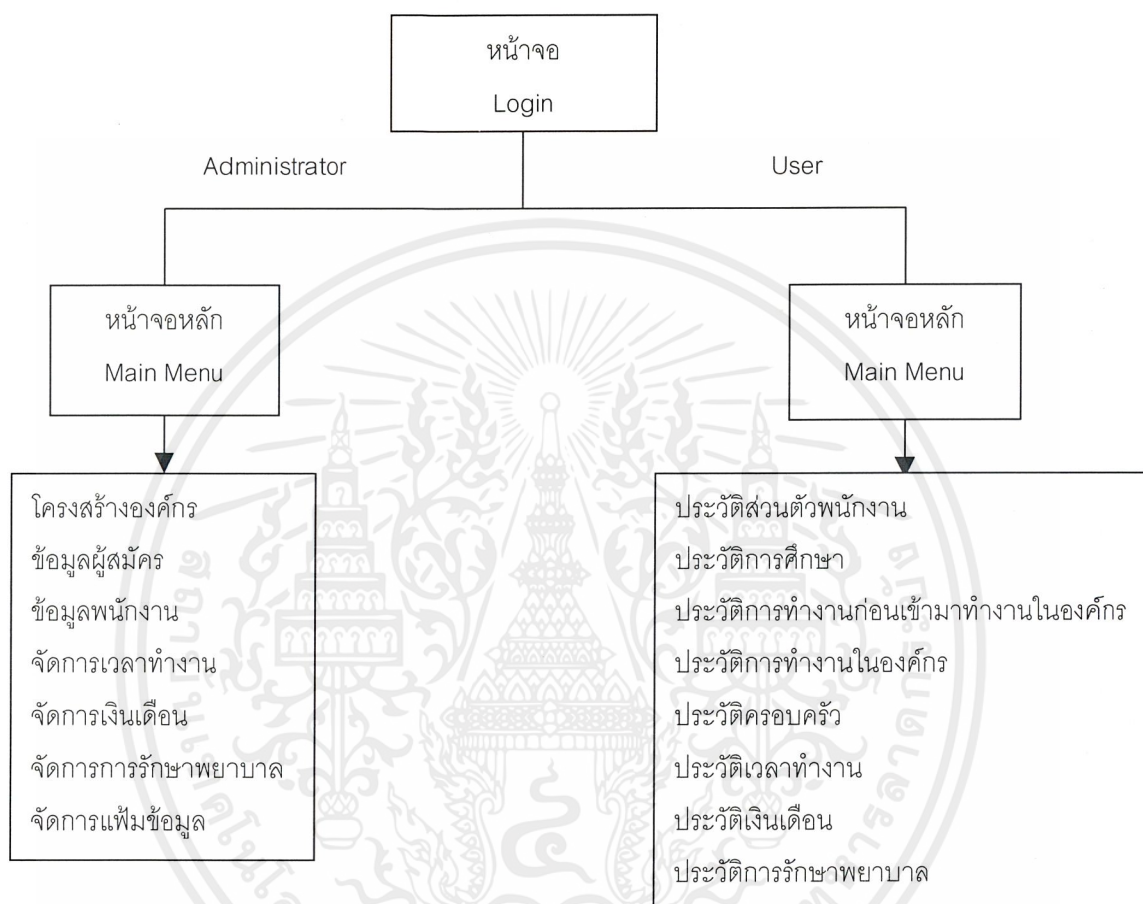 หน้าจอ
Login
Administrator
User
หน้าจอหลัก
Main Menu
หน้าจอหลัก
Main Menu
โครงสร้างองค์กร
ข้อมูลผู้สมัคร
ข้อมูลพนักงาน
จัดการเวลาทำงาน
จัดการเงินเดือน
จัดการการรักษาพยาบาล
จัดการแฟ้มข้อมูล
ประวัติส่วนตัวพนักงาน
ประวัติการศึกษา
ประวัติการทำงานก่อนเข้ามาทำงานในองค์กร
ประวัติการทำงานในองค์กร
ประวัติครอบครัว
ประวัติเวลาทำงาน
ประวัติเงินเดือน
ประวัติการรักษาพยาบาล